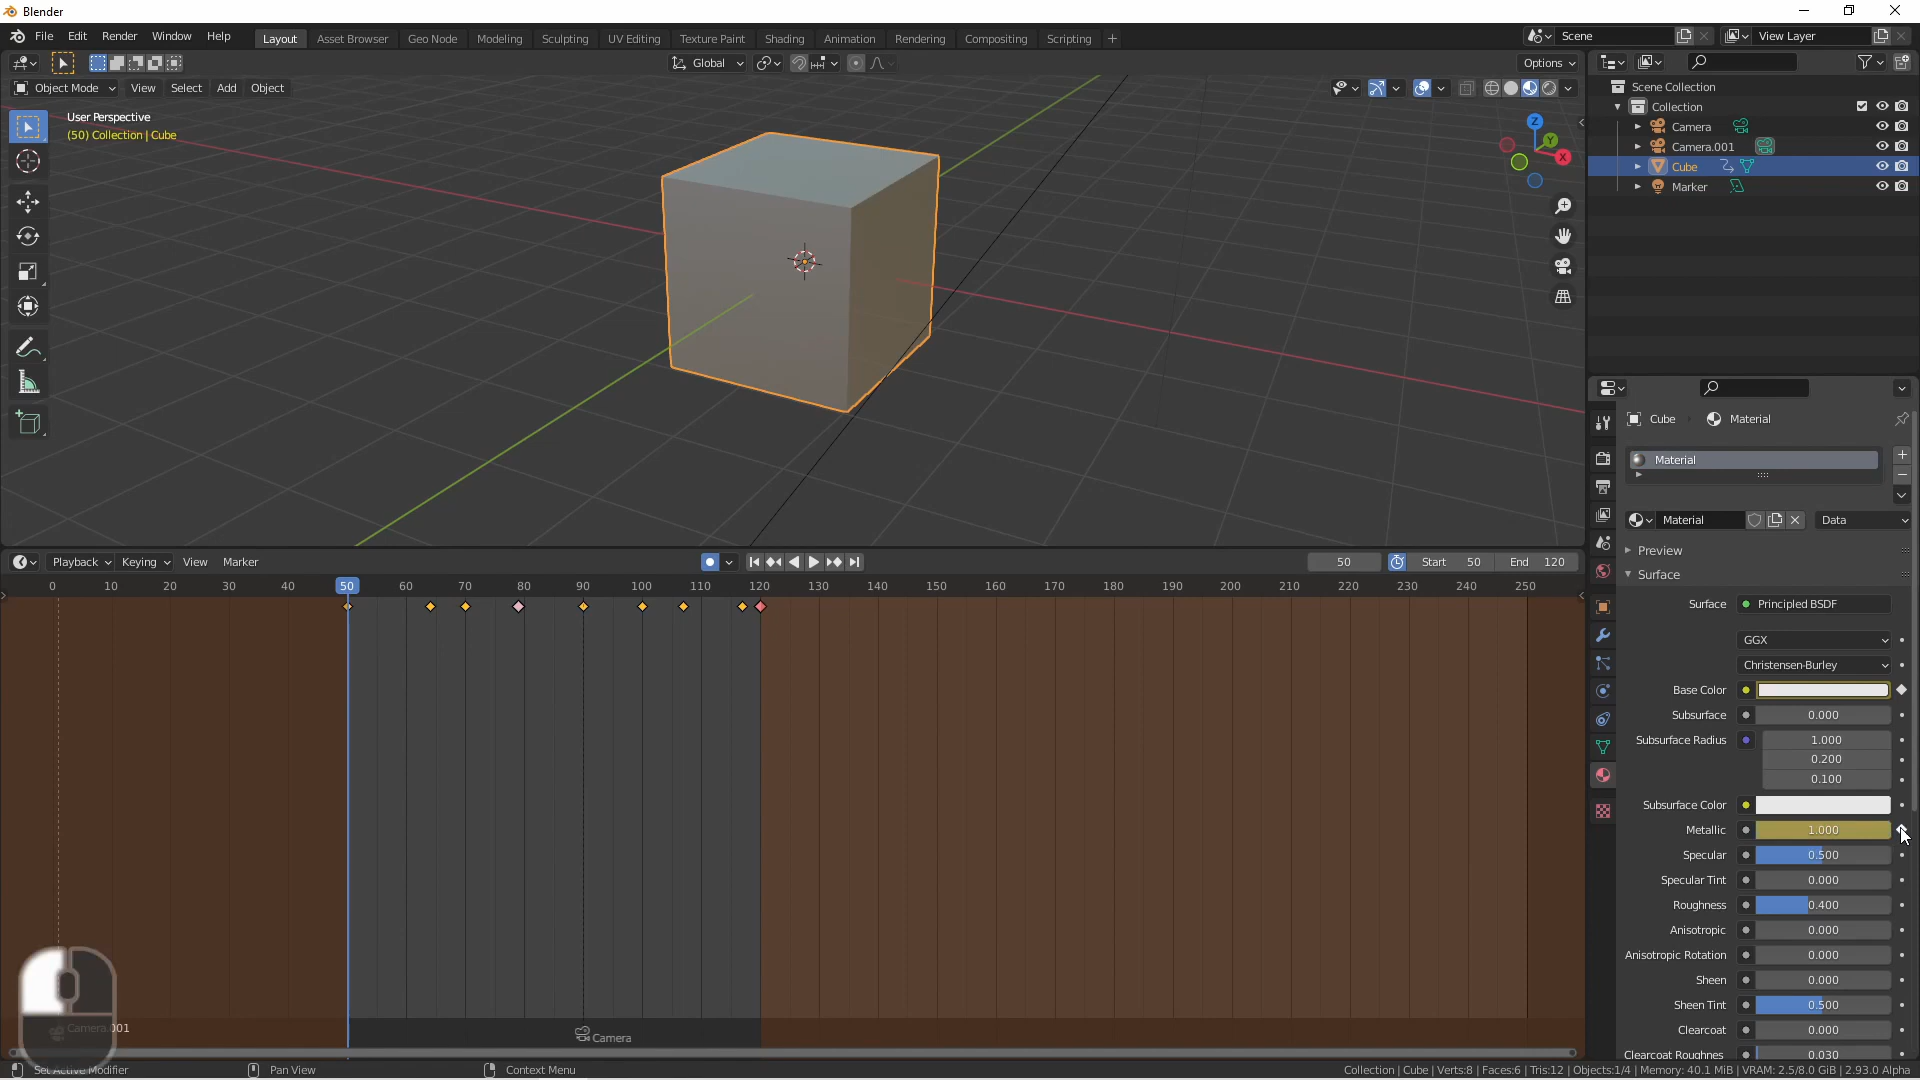 Blender
File Edit Render Window Help
Layout Asset Browser Geo Node Modeling Sculpting UV Editing Texture Paint Shading Animation Rendering Compositing Scripting +
Scene
View Layer
Global
Options
Object Mode View Select Add Object
User Perspective
(50) Collection | Cube
Z
Y
X
Scene Collection
Collection
Camera
Camera.001
Cube
Marker
Cube Material
Material
Material Data
Preview
Surface
Surface Principled BSDF
GGX
Christensen-Burley
Base Color
Subsurface 0.000
Subsurface Radius 1.000
0.200
0.100
Subsurface Color
Metallic 1.000
Specular 0.500
Specular Tint 0.000
Roughness 0.400
Anisotropic 0.000
Anisotropic Rotation 0.000
Sheen 0.000
Sheen Tint 0.500
Clearcoat 0.000
Clearcoat Roughnes 0.030
Playback Keying View Marker
50 Start 50 End 120
0 10 20 30 40 50 60 70 80 90 100 110 120 130 140 150 160 170 180 190 200 210 220 230 240 250
Camera.001
Camera
Set Active Modifier Pan View Context Menu
Collection | Cube | Verts:8 | Faces:6 | Tris:12 | Objects:1/4 | Memory: 40.1 MiB | VRAM: 2.5/8.0 GiB | 2.93.0 Alpha